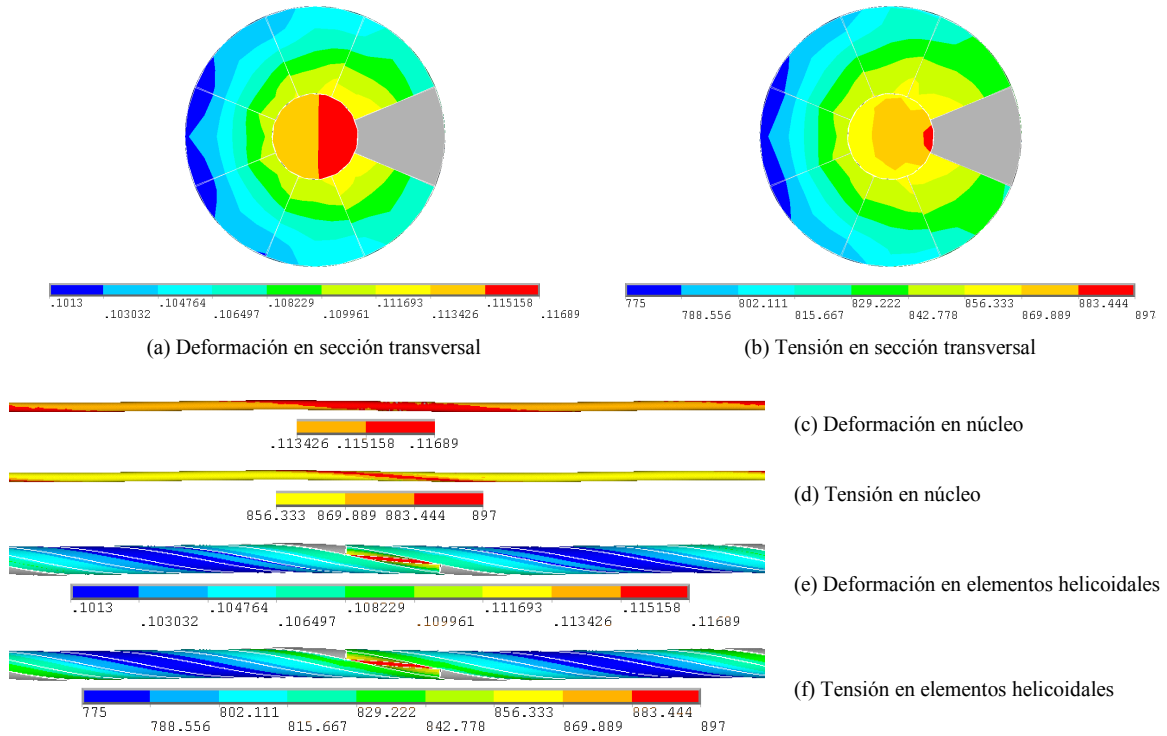 .1013 .104764 .108229 .111693 .115158
.103032 .106497 .109961 .113426 .11689
775 802.111 829.222 856.333 883.444
788.556 815.667 842.778 869.889 897
(a) Deformación en sección transversal
(b) Tensión en sección transversal
(c) Deformación en núcleo
.113426 .115158 .11689
(d) Tensión en núcleo
856.333 869.889 883.444 897
(e) Deformación en elementos helicoidales
.1013 .104764 .108229 .111693 .115158
.103032 .106497 .109961 .113426 .11689
(f) Tensión en elementos helicoidales
775 802.111 829.222 856.333 883.444
788.556 815.667 842.778 869.889 897